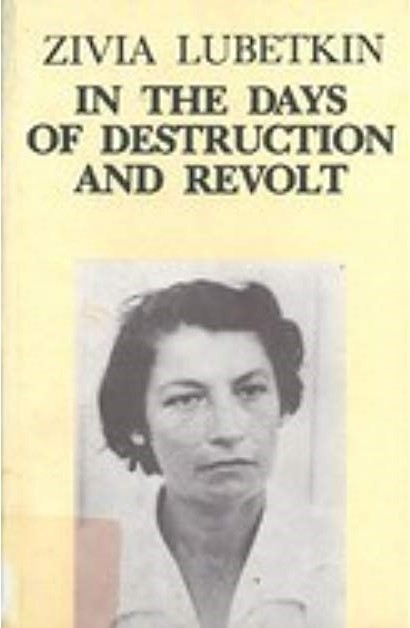 ZIVIA LUBETKIN
IN THE DAYS
OF DESTRUCTION
AND REVOLT